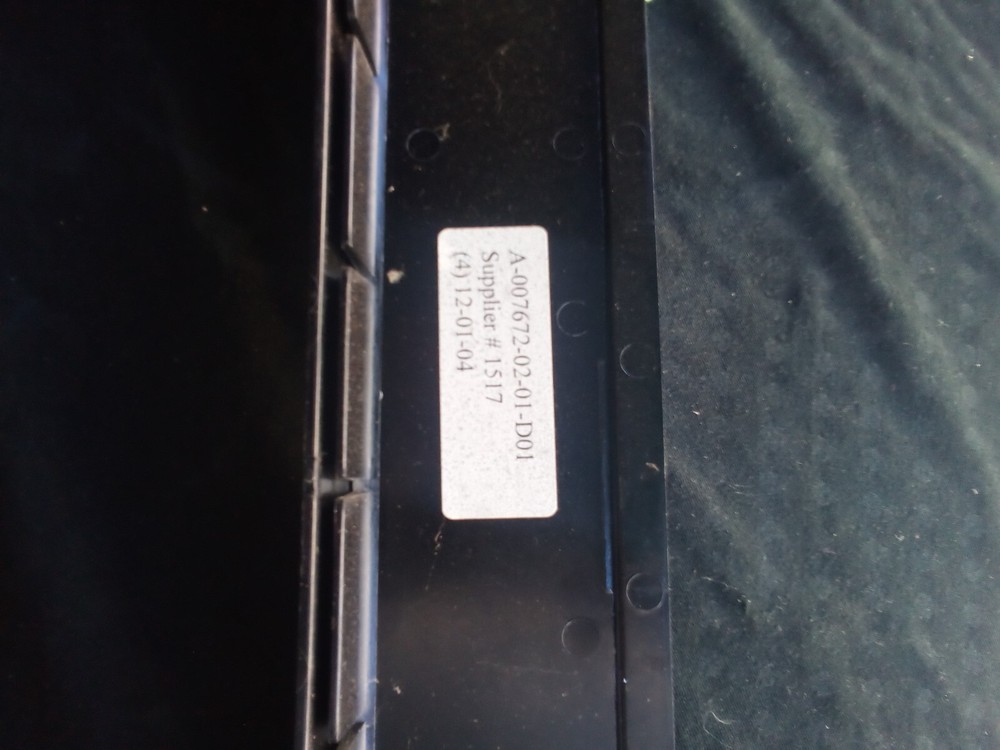 A-007672-02-01-D01
Supplier # 1517
(4) 12-01-04